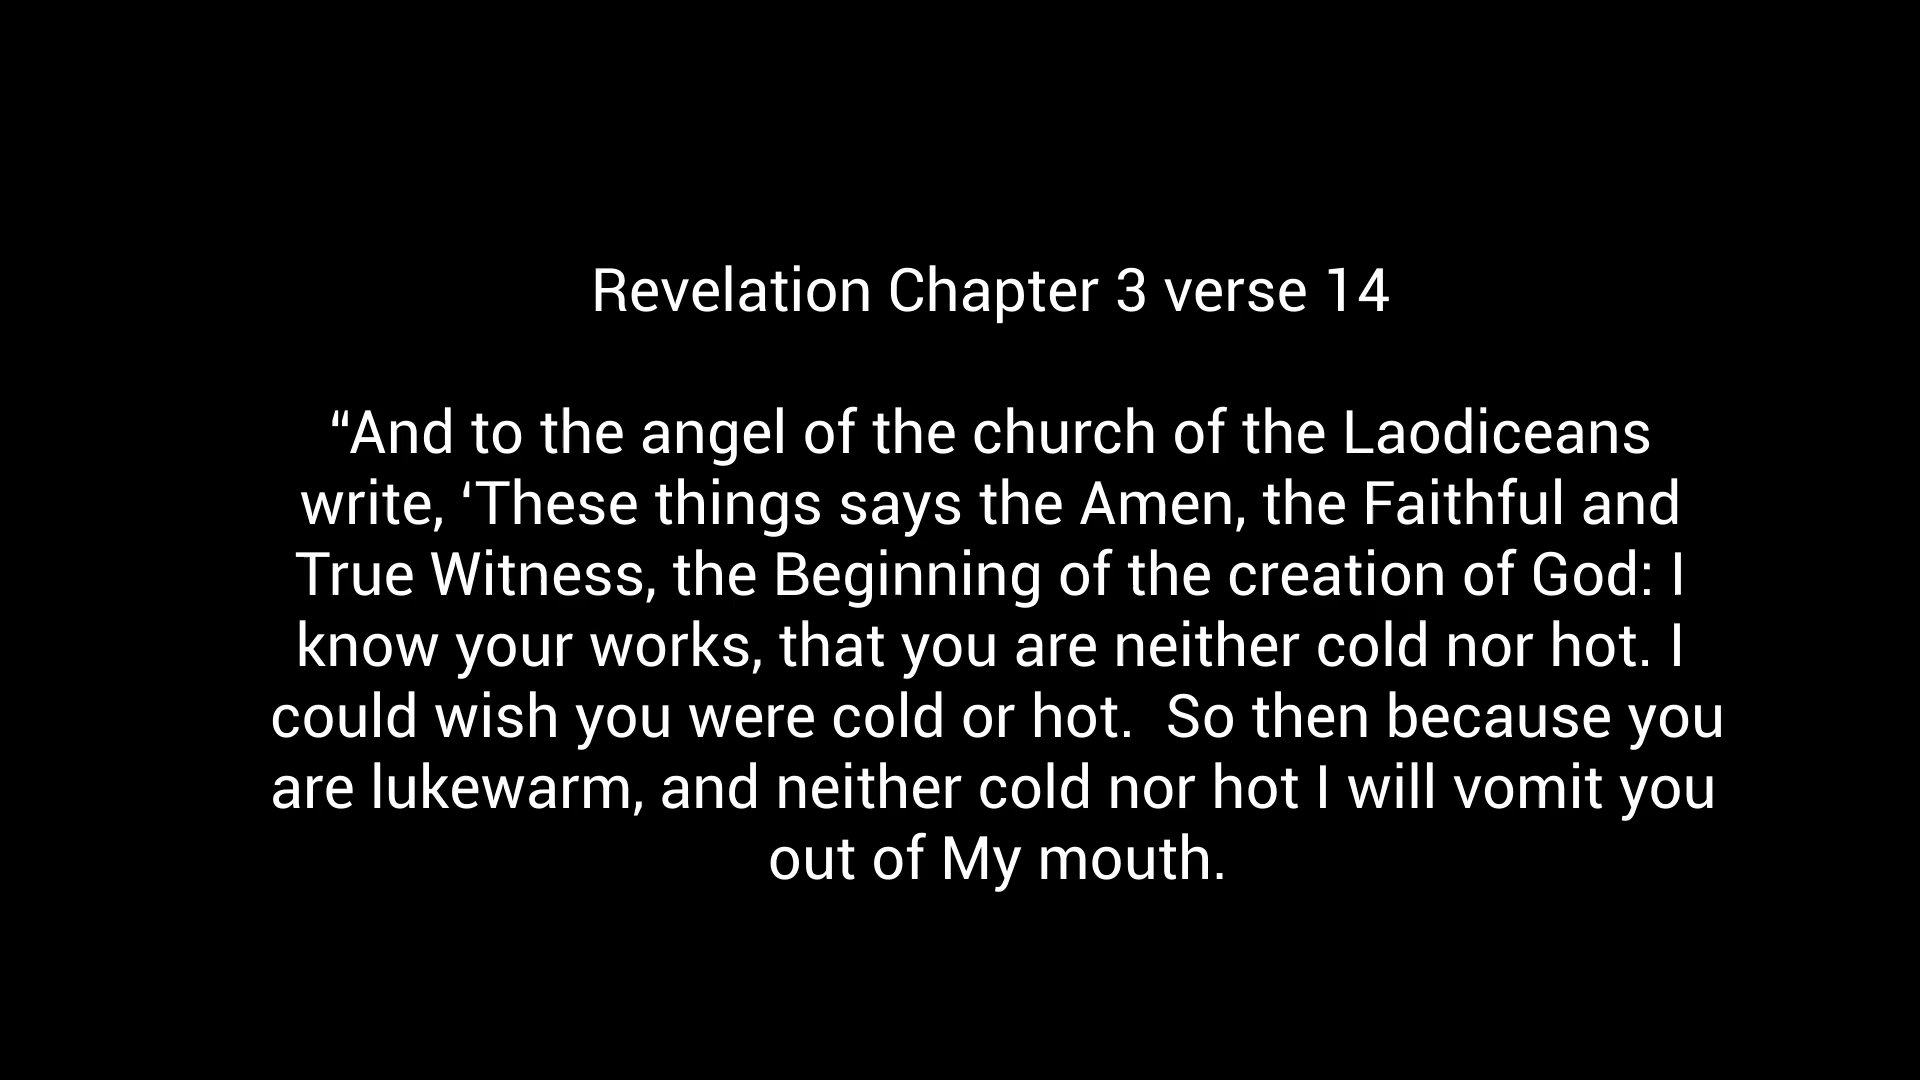 Revelation Chapter 3 verse 14
“And to the angel of the church of the Laodiceans
write, ‘These things says the Amen, the Faithful and
True Witness, the Beginning of the creation of God: I
know your works, that you are neither cold nor hot. I
could wish you were cold or hot.  So then because you
are lukewarm, and neither cold nor hot I will vomit you
out of My mouth.